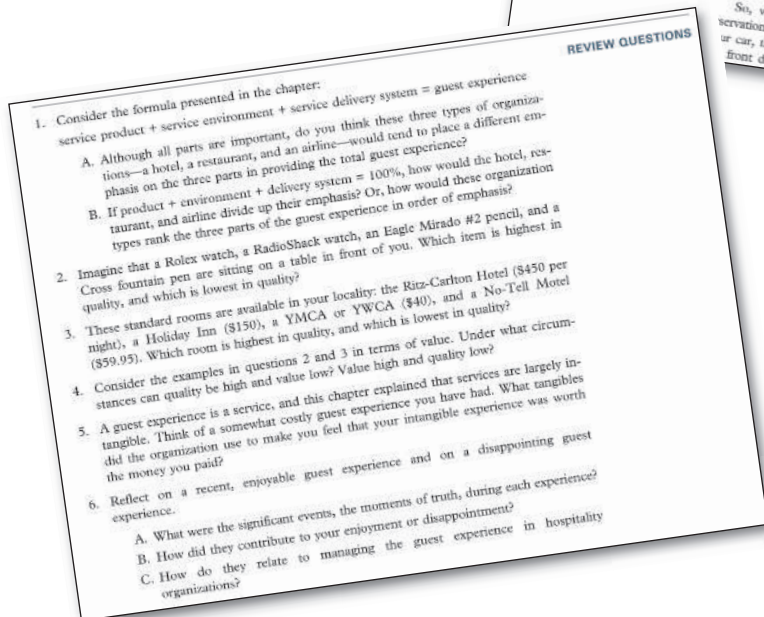 So, 
servation
ur car,
front d
REVIEW QUESTIONS
1. Consider the formula presented in the chapter:
service product + service environment + service delivery system = guest experience
A. Although all parts are important, do you think these three types of organiza-
tions—a hotel, a restaurant, and an airline—would tend to place a different em-
phasis on the three parts in providing the total guest experience?
B. If product + environment + delivery system = 100%, how would the hotel, res-
taurant, and airline divide up their emphasis? Or, how would these organization
types rank the three parts of the guest experience in order of emphasis?
2. Imagine that a Rolex watch, a RadioShack watch, an Eagle Mirado #2 pencil, and a
Cross fountain pen are sitting on a table in front of you. Which item is highest in
quality, and which is lowest in quality?
3. These standard rooms are available in your locality: the Ritz-Carlton Hotel ($450 per
night), a Holiday Inn ($150), a YMCA or YWCA ($40), and a No-Tell Motel
($59.95). Which room is highest in quality, and which is lowest in quality?
4. Consider the examples in questions 2 and 3 in terms of value. Under what circum-
stances can quality be high and value low? Value high and quality low?
5. A guest experience is a service, and this chapter explained that services are largely in-
tangible. Think of a somewhat costly guest experience you have had. What tangibles
did the organization use to make you feel that your intangible experience was worth
the money you paid?
6. Reflect on a recent, enjoyable guest experience and on a disappointing guest
experience.
A. What were the significant events, the moments of truth, during each experience?
B. How did they contribute to your enjoyment or disappointment?
C. How do they relate to managing the guest experience in hospitality
organizations?